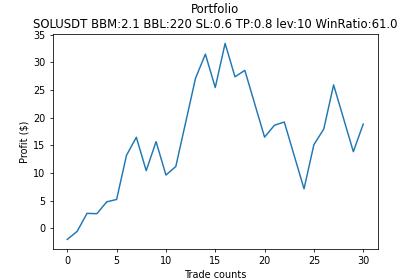 Portfolio
SOLUSDT BBM:2.1 BBL:220 SL:0.6 TP:0.8 lev:10 WinRatio:61.0
35
30
25
20
15
10
5
0
Profit ($)
0 5 10 15 20 25 30
Trade counts